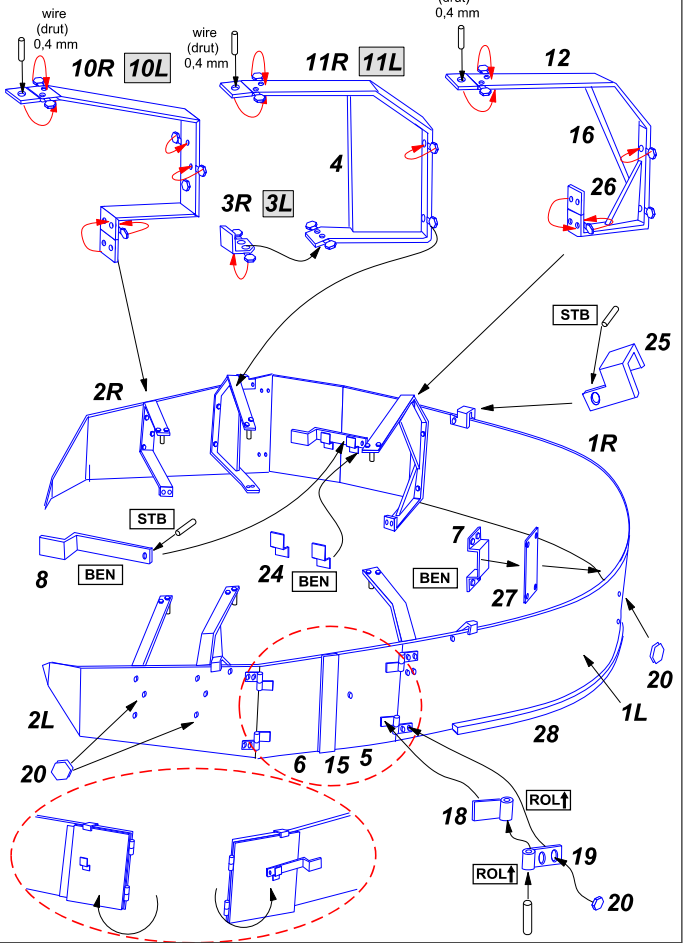 wire
(drut)
0,4 mm
10R 10L
wire
(drut)
0,4 mm
11R 11L
(drut)
0,4 mm
12
4
16
26
3R 3L
STB
25
2R
1R
STB
8
BEN
24
BEN
7
BEN
27
20
2L
1L
28
20
6 15 5
18
ROL
19
ROL
20